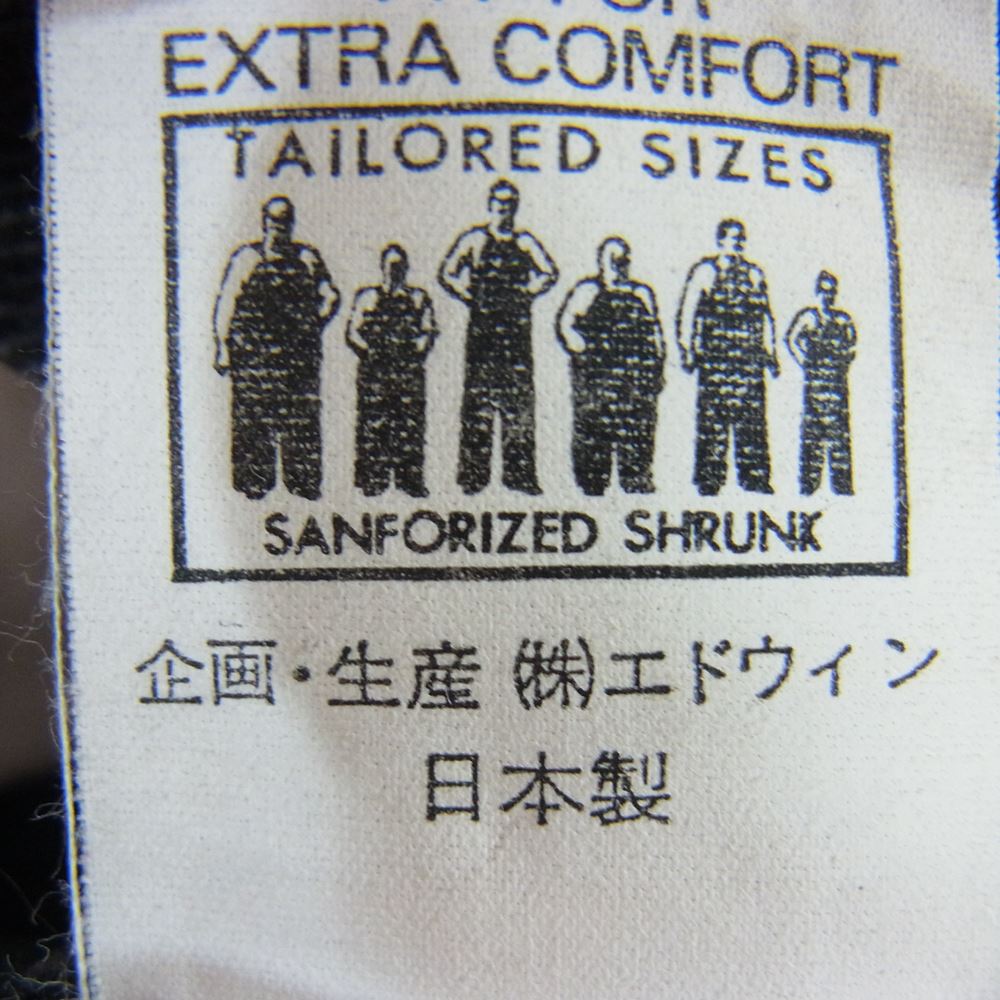 FOR
EXTRA COMFORT
TAILORED SIZES
SANFORIZED SHRUNK
企画・生産 ㈱エドウィン
日本製